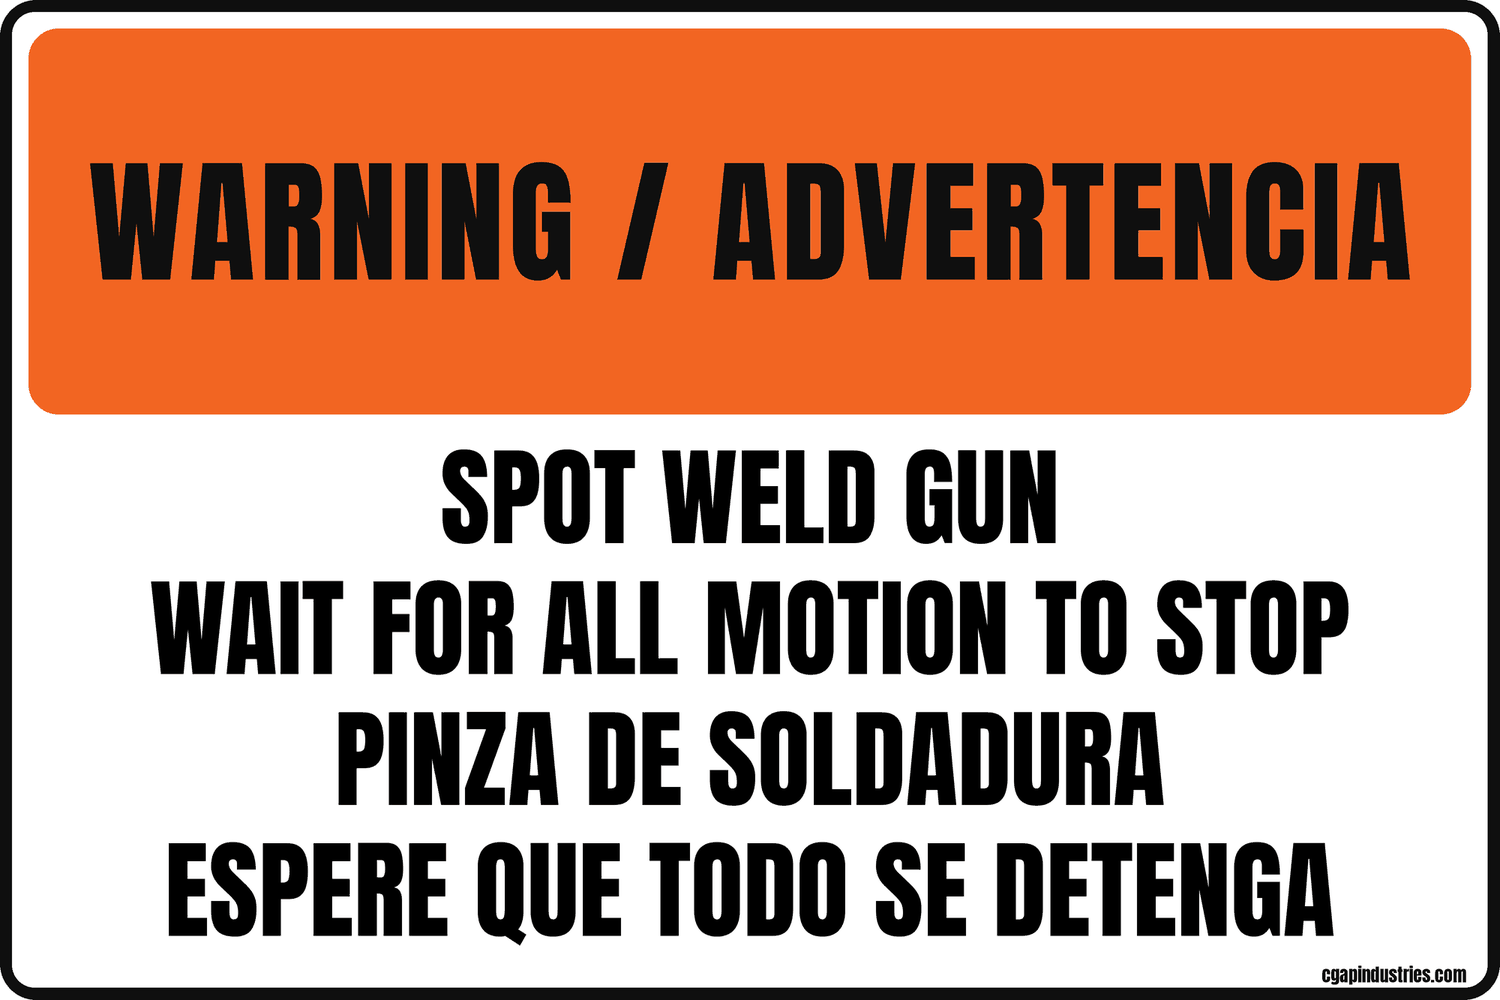 WARNING / ADVERTENCIA
SPOT WELD GUN
WAIT FOR ALL MOTION TO STOP
PINZA DE SOLDADURA
ESPERE QUE TODO SE DETENGA
cgapindustries.com